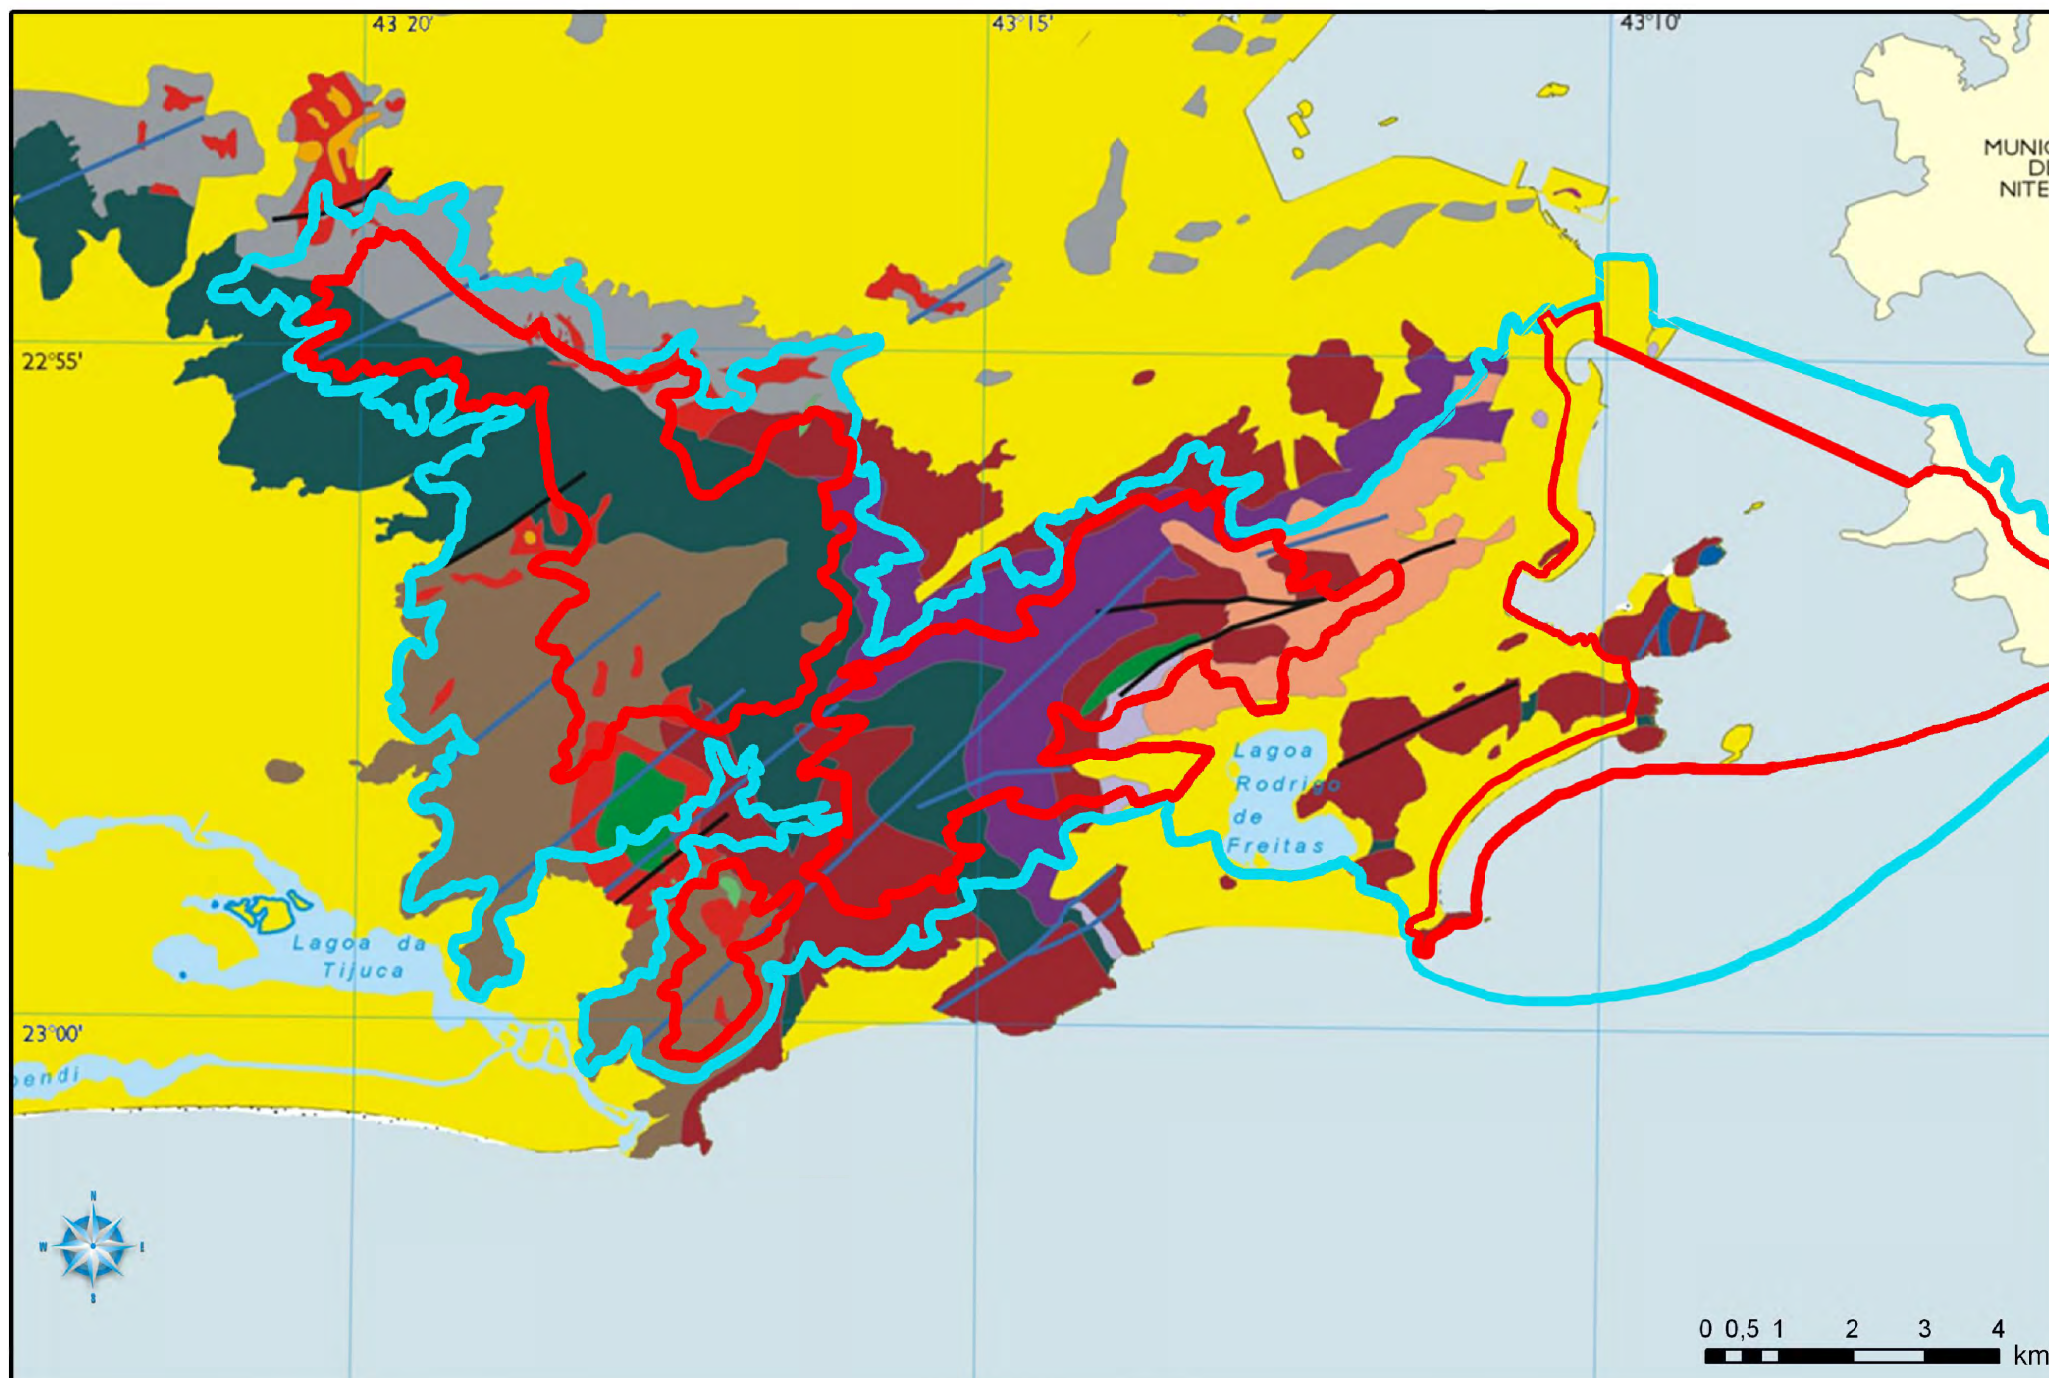 43 20'
43°15'
43°10'
MUNIC
DE
NITE
22°55'
Lagoa
Rodrigo
de
Freitas
Lagoa da
Tijuca
23°00'
pendi
N
W E
S
0 0,5 1 2 3 4
km